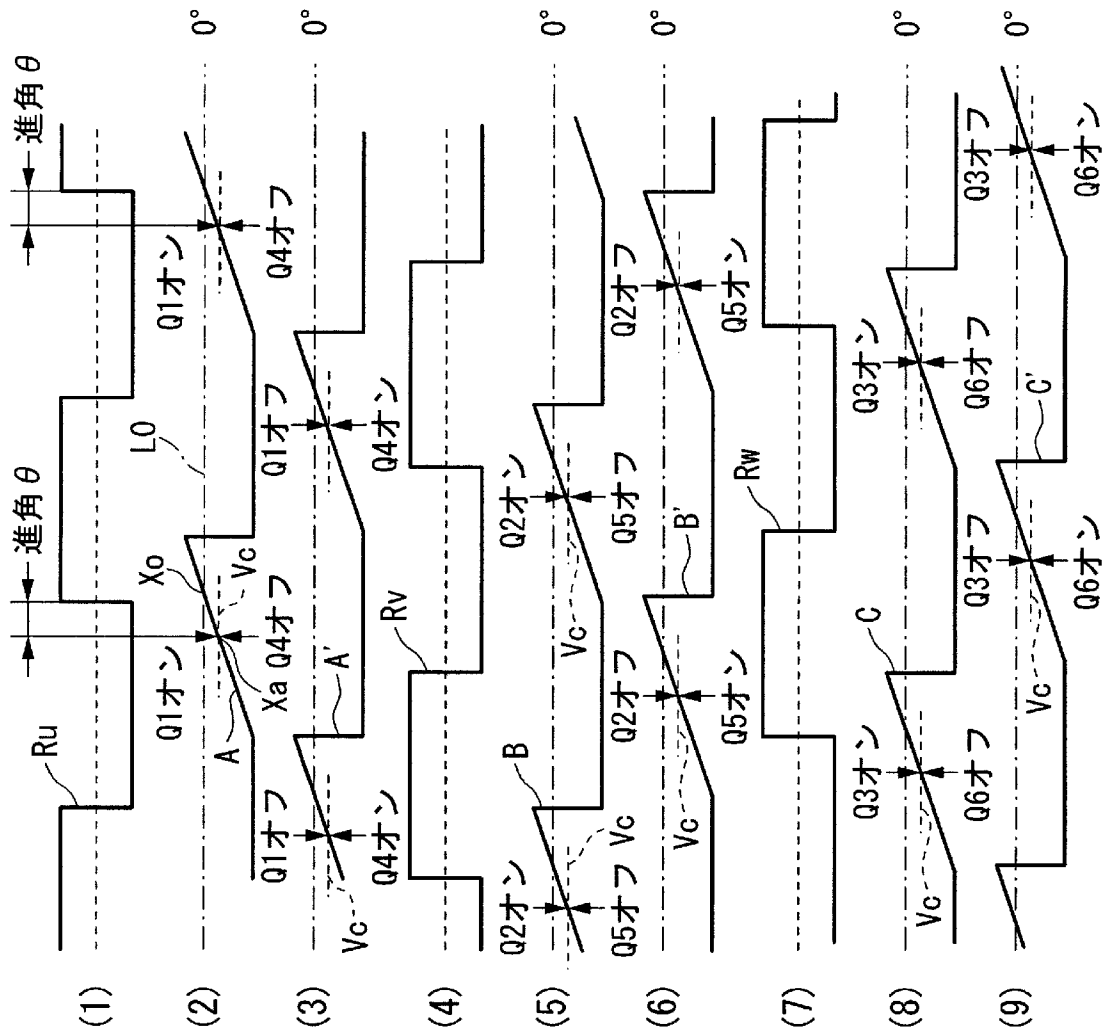 進角θ 進角θ
(1) Ru
(2) A Q1オン Xa Q4オフ Xo Vc L0 Q1オン Q4オフ 0°
(3) Vc Q1オフ Q4オン A' Q1オフ Q4オン 0°
(4) Rv
(5) Q2オン Q5オフ Vc B Vc Q2オン Q5オフ 0°
(6) Vc Q2オフ Q5オン B' Q2オフ Q5オン 0°
(7) Rw
(8) Vc Q3オン Q6オフ C Q3オン Q6オフ 0°
(9) Vc Q3オフ Q6オン C' Q3オフ Q6オン 0°